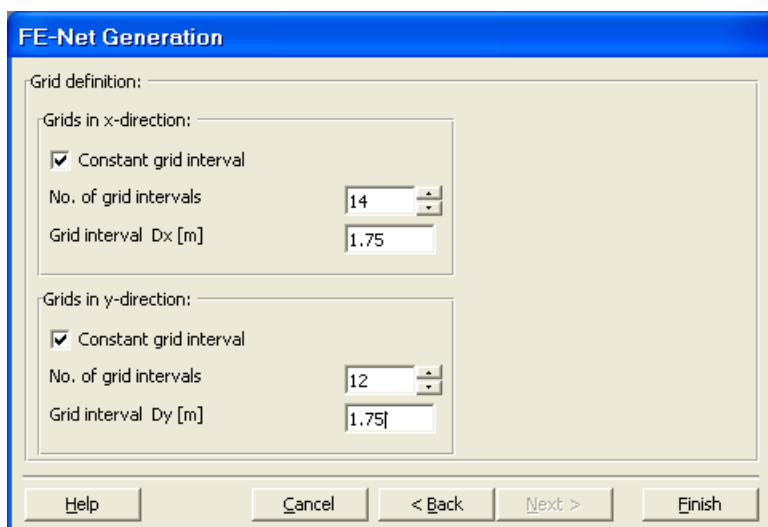 FE-Net Generation
Grid definition:
Grids in x-direction:
Constant grid interval
No. of grid intervals 14
Grid interval Dx [m] 1.75
Grids in y-direction:
Constant grid interval
No. of grid intervals 12
Grid interval Dy [m] 1.75
Help Cancel < Back Next > Finish